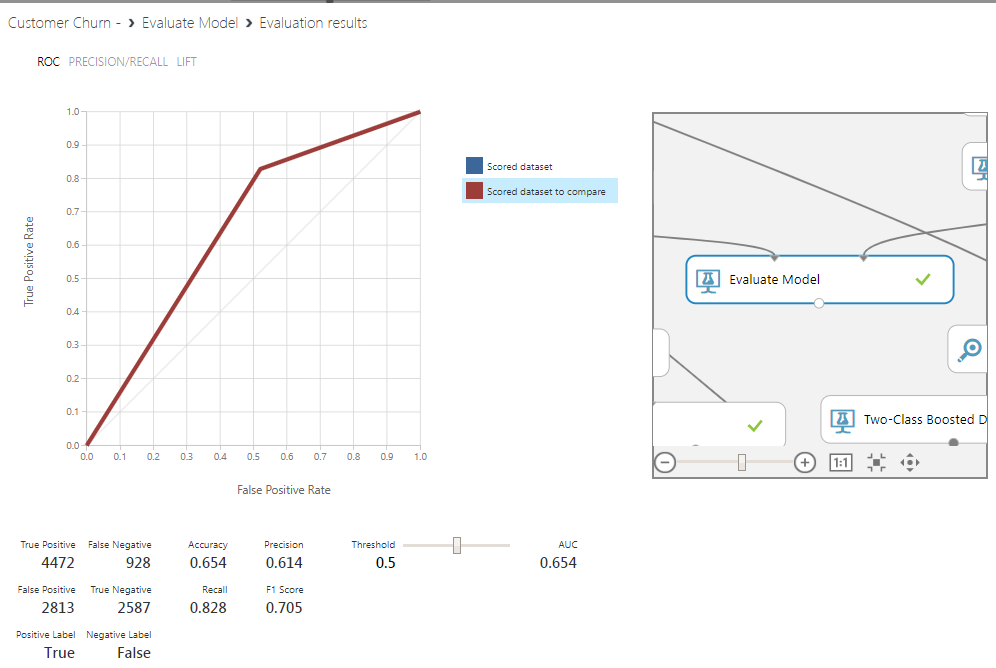 Customer Churn - › Evaluate Model › Evaluation results
ROC PRECISION/RECALL LIFT
1.0
0.9
0.8
0.7
0.6
0.5
0.4
0.3
0.2
0.1
0.0
True Positive Rate
0.0 0.1 0.2 0.3 0.4 0.5 0.6 0.7 0.8 0.9 1.0
False Positive Rate
Scored dataset
Scored dataset to compare
Evaluate Model
Two-Class Boosted D
1:1
True Positive False Negative Accuracy Precision Threshold AUC
4472 928 0.654 0.614 0.5 0.654
False Positive True Negative Recall F1 Score
2813 2587 0.828 0.705
Positive Label Negative Label
True False